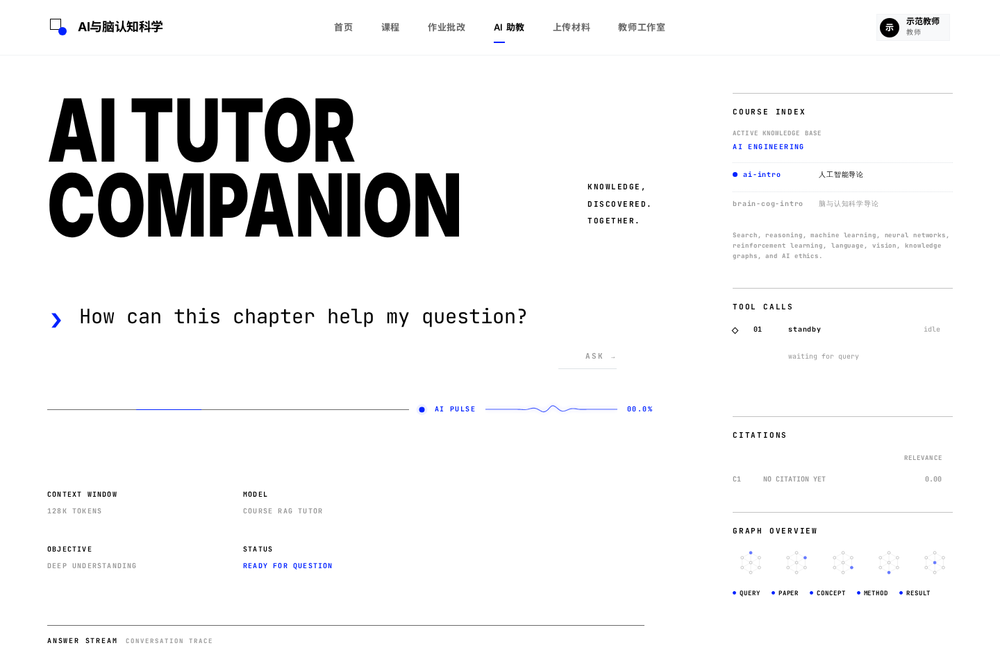 AI与脑认知科学
首页
课程
作业批改
AI 助教
上传材料
教师工作室
示
示范教师
教师
AI TUTOR
COMPANION
KNOWLEDGE,
DISCOVERED.
TOGETHER.
❯ How can this chapter help my question?
ASK →
AI PULSE
00.0%
CONTEXT WINDOW
128K TOKENS
MODEL
COURSE RAG TUTOR
OBJECTIVE
DEEP UNDERSTANDING
STATUS
READY FOR QUESTION
ANSWER STREAM CONVERSATION TRACE
COURSE INDEX
ACTIVE KNOWLEDGE BASE
AI ENGINEERING
ai-intro 人工智能导论
brain-cog-intro 脑与认知科学导论
Search, reasoning, machine learning, neural networks,
reinforcement learning, language, vision, knowledge
graphs, and AI ethics.
TOOL CALLS
01 standby idle
waiting for query
CITATIONS
RELEVANCE
C1 NO CITATION YET 0.00
GRAPH OVERVIEW
QUERY PAPER CONCEPT METHOD RESULT